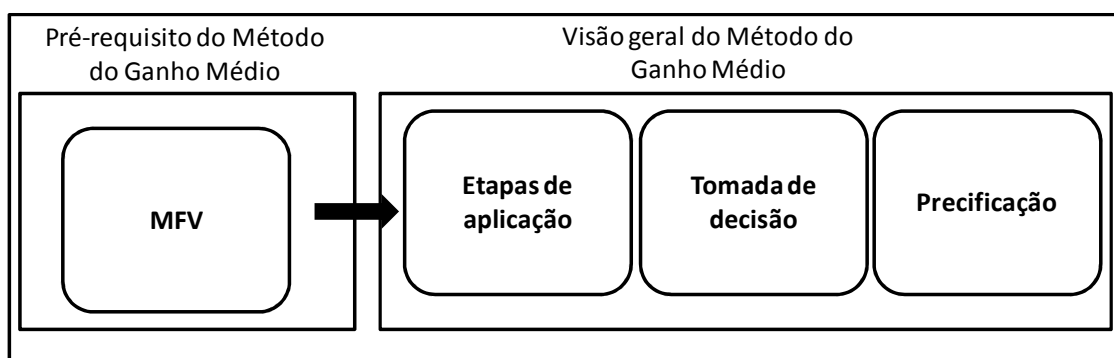 Pré-requisito do Método
do Ganho Médio
Visão geral do Método do
Ganho Médio
MFV
Etapas de
aplicação
Tomada de
decisão
Precificação